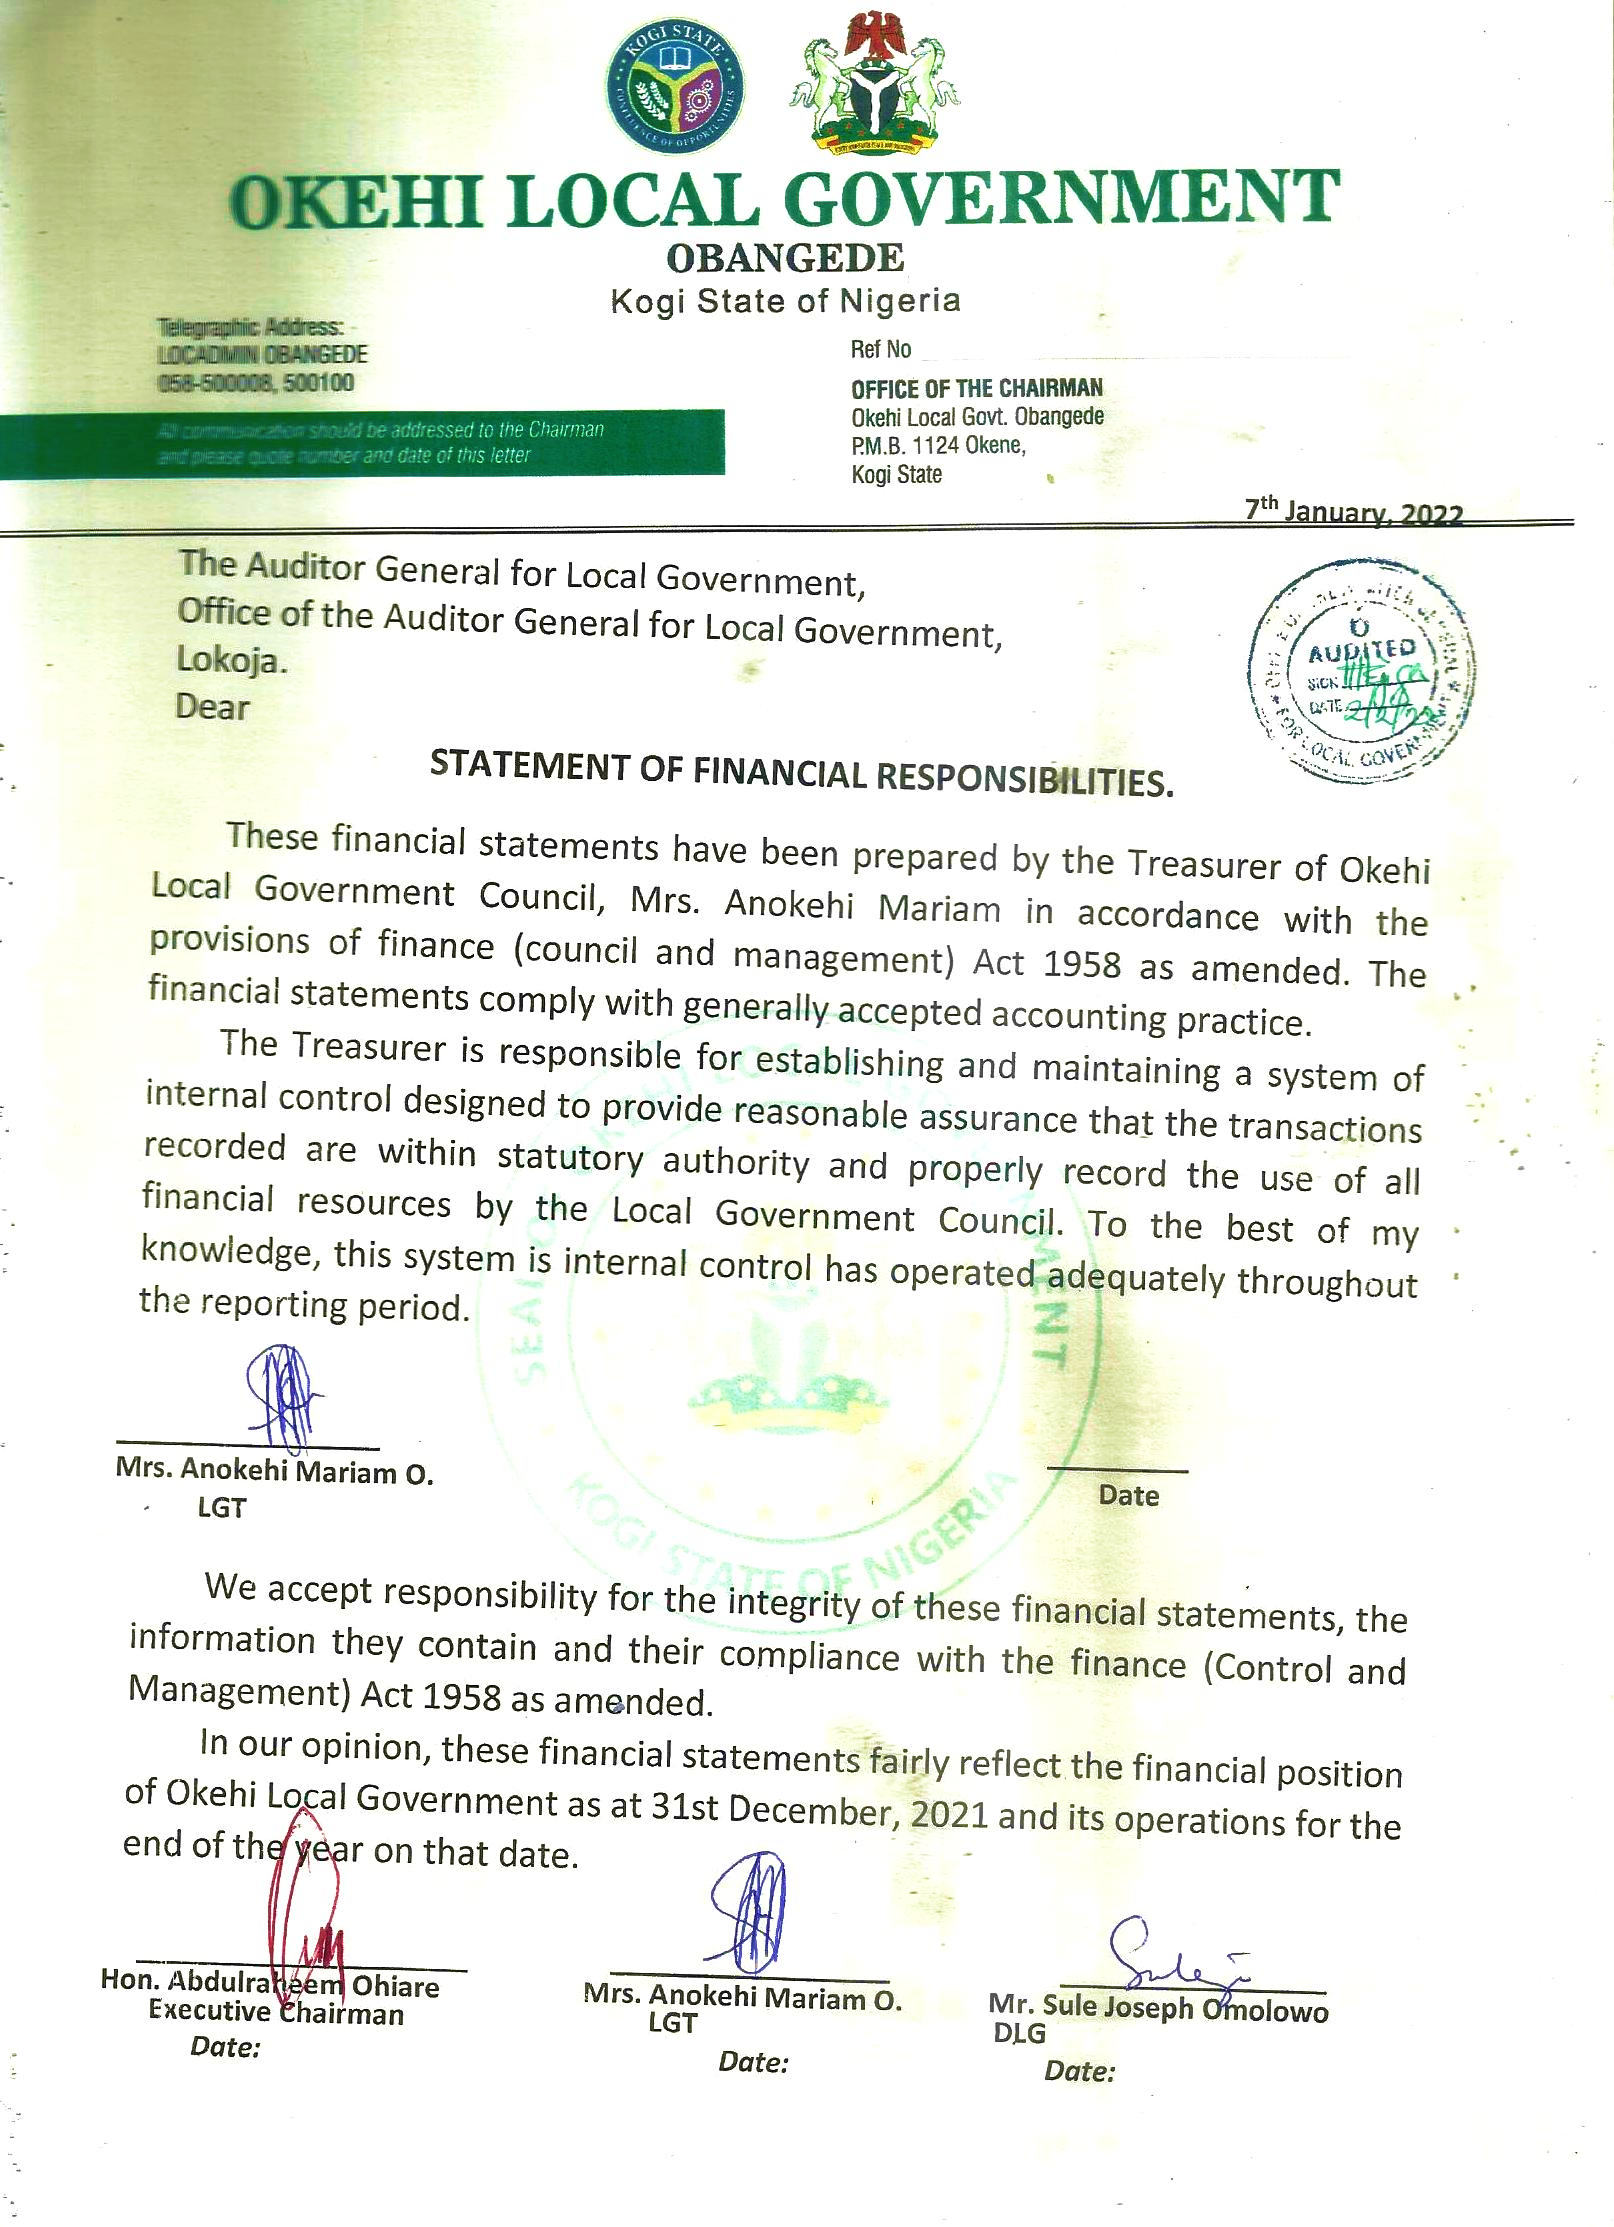 KOGI STATE
CONFLUENCE OF OPPORTUNITIES
OKEHI LOCAL GOVERNMENT
OBANGEDE
Kogi State of Nigeria
Telegraphic Address:
LOCADMIN OBANGEDE
058-500008, 500100
All communication should be addressed to the Chairman
and please quote number and date of this letter
Ref No
OFFICE OF THE CHAIRMAN
Okehi Local Govt. Obangede
P.M.B. 1124 Okene,
Kogi State
7th January, 2022
The Auditor General for Local Government,
Office of the Auditor General for Local Government,
Lokoja.
Dear
AUDITED
SIGN
DATE 2/2/22
FOR LOCAL GOVERNMENT
STATEMENT OF FINANCIAL RESPONSIBILITIES.
These financial statements have been prepared by the Treasurer of Okehi
Local Government Council, Mrs. Anokehi Mariam in accordance with the
provisions of finance (council and management) Act 1958 as amended. The
financial statements comply with generally accepted accounting practice.
The Treasurer is responsible for establishing and maintaining a system of
internal control designed to provide reasonable assurance that the transactions
recorded are within statutory authority and properly record the use of all
financial resources by the Local Government Council. To the best of my
knowledge, this system is internal control has operated adequately throughout
the reporting period.
SEAL OF OKEHI LOCAL GOVERNMENT
KOGI STATE OF NIGERIA
Mrs. Anokehi Mariam O.
LGT
Date
We accept responsibility for the integrity of these financial statements, the
information they contain and their compliance with the finance (Control and
Management) Act 1958 as amended.
In our opinion, these financial statements fairly reflect the financial position
of Okehi Local Government as at 31st December, 2021 and its operations for the
end of the year on that date.
Hon. Abdulraheem Ohiare
Executive Chairman
Date:
Mrs. Anokehi Mariam O.
LGT
Date:
Mr. Sule Joseph Omolowo
DLG
Date: